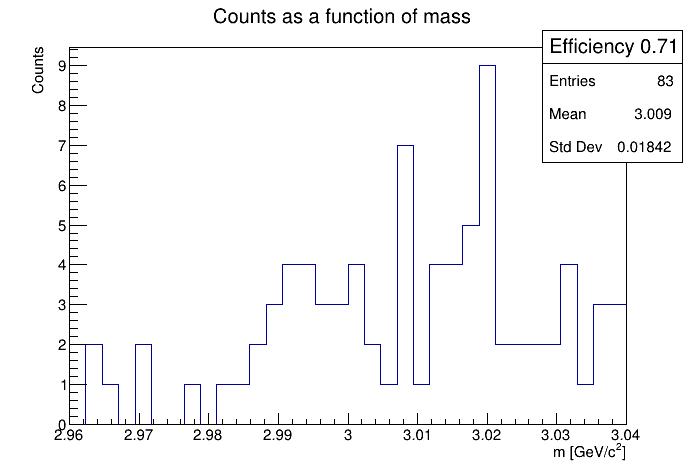 Counts as a function of mass
Efficiency 0.71
Entries 83
Mean 3.009
Std Dev 0.01842
Counts
9
8
7
6
5
4
3
2
1
0
2.96 2.97 2.98 2.99 3 3.01 3.02 3.03 3.04
m [GeV/c²]